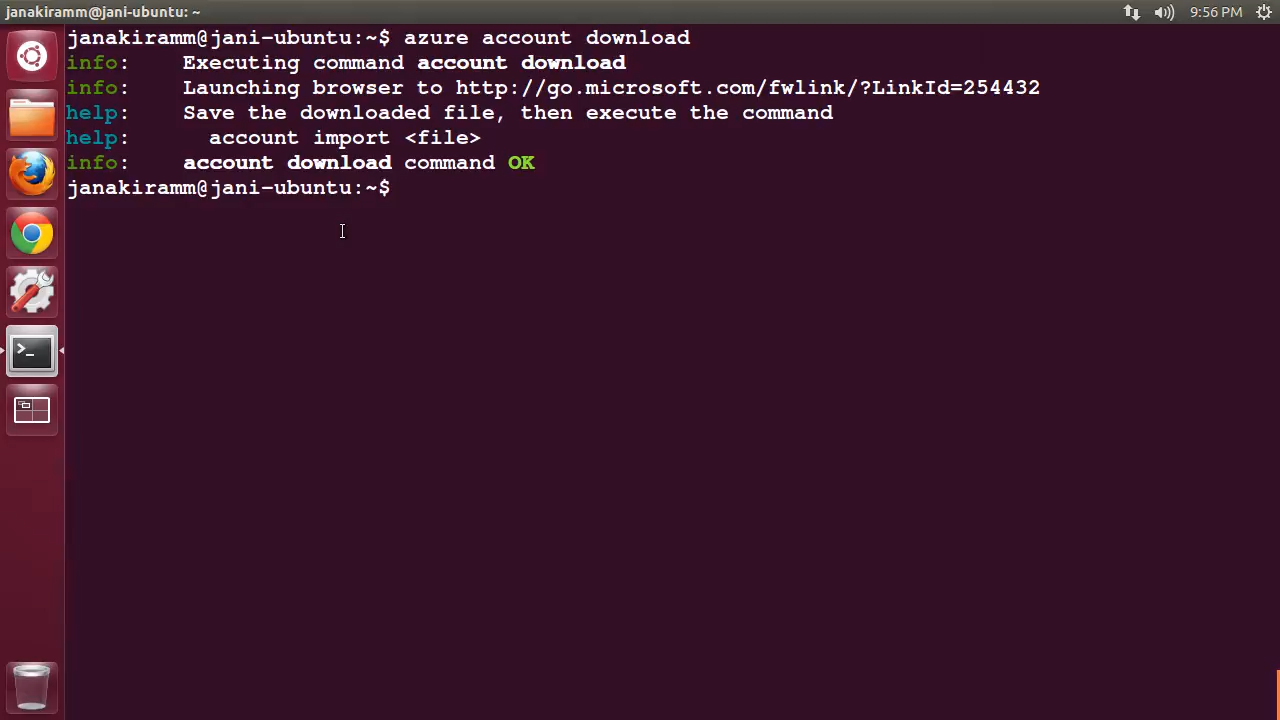 janakiramm@jani-ubuntu: ~
9:56 PM
janakiramm@jani-ubuntu:~$ azure account download
info:    Executing command account download
info:    Launching browser to http://go.microsoft.com/fwlink/?LinkId=254432
help:    Save the downloaded file, then execute the command
help:      account import <file>
info:    account download command OK
janakiramm@jani-ubuntu:~$